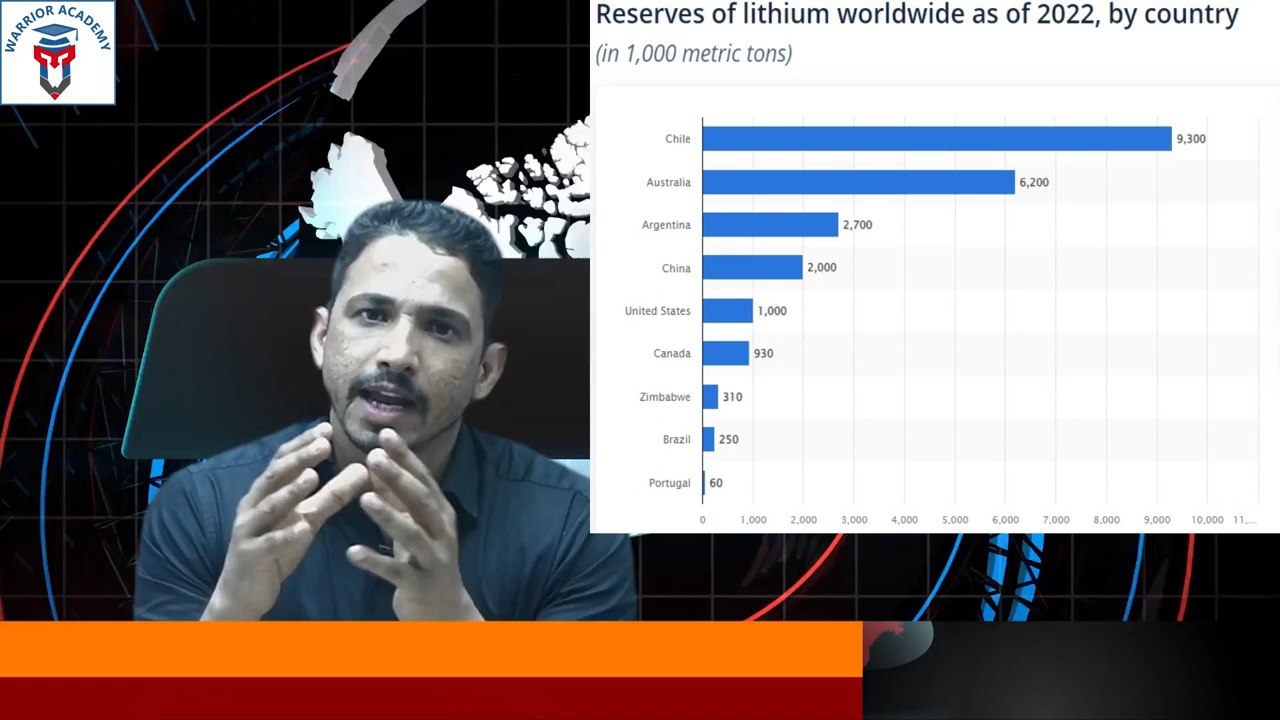 WARRIOR ACADEMY
Reserves of lithium worldwide as of 2022, by country
(in 1,000 metric tons)
Chile 9,300
Australia 6,200
Argentina 2,700
China 2,000
United States 1,000
Canada 930
Zimbabwe 310
Brazil 250
Portugal 60
0 1,000 2,000 3,000 4,000 5,000 6,000 7,000 8,000 9,000 10,000 11,...